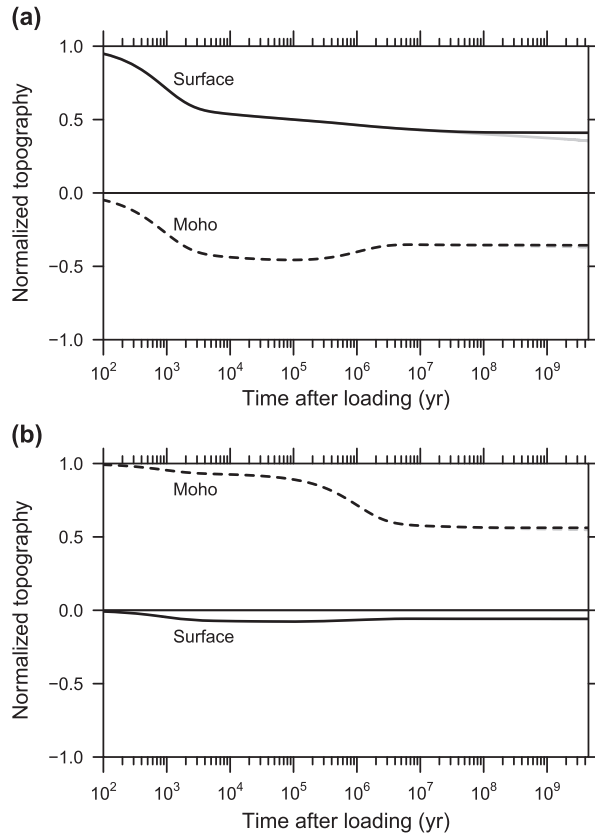 (a)
Normalized topography
1.0
0.5
0.0
−0.5
−1.0
Surface
Moho
10² 10³ 10⁴ 10⁵ 10⁶ 10⁷ 10⁸ 10⁹
Time after loading (yr)
(b)
Normalized topography
1.0
0.5
0.0
−0.5
−1.0
Moho
Surface
10² 10³ 10⁴ 10⁵ 10⁶ 10⁷ 10⁸ 10⁹
Time after loading (yr)